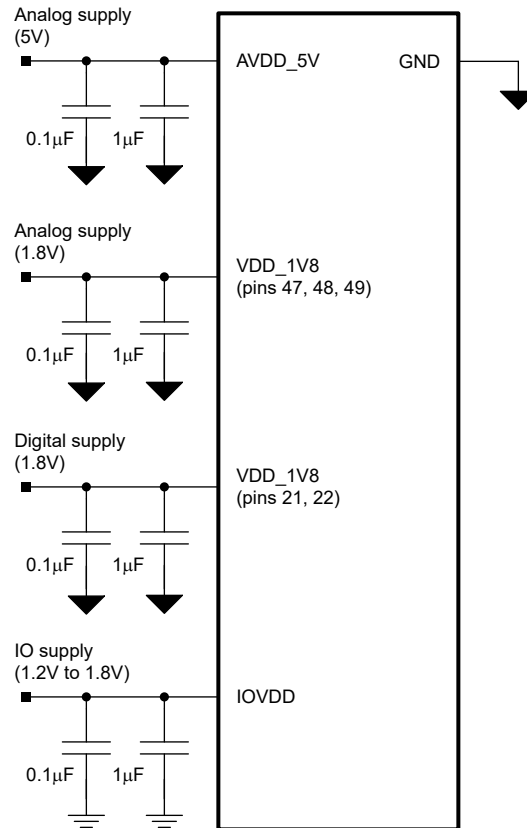 Analog supply
(5V)
AVDD_5V
GND
0.1μF
1μF
Analog supply
(1.8V)
VDD_1V8
(pins 47, 48, 49)
0.1μF
1μF
Digital supply
(1.8V)
VDD_1V8
(pins 21, 22)
0.1μF
1μF
IO supply
(1.2V to 1.8V)
IOVDD
0.1μF
1μF